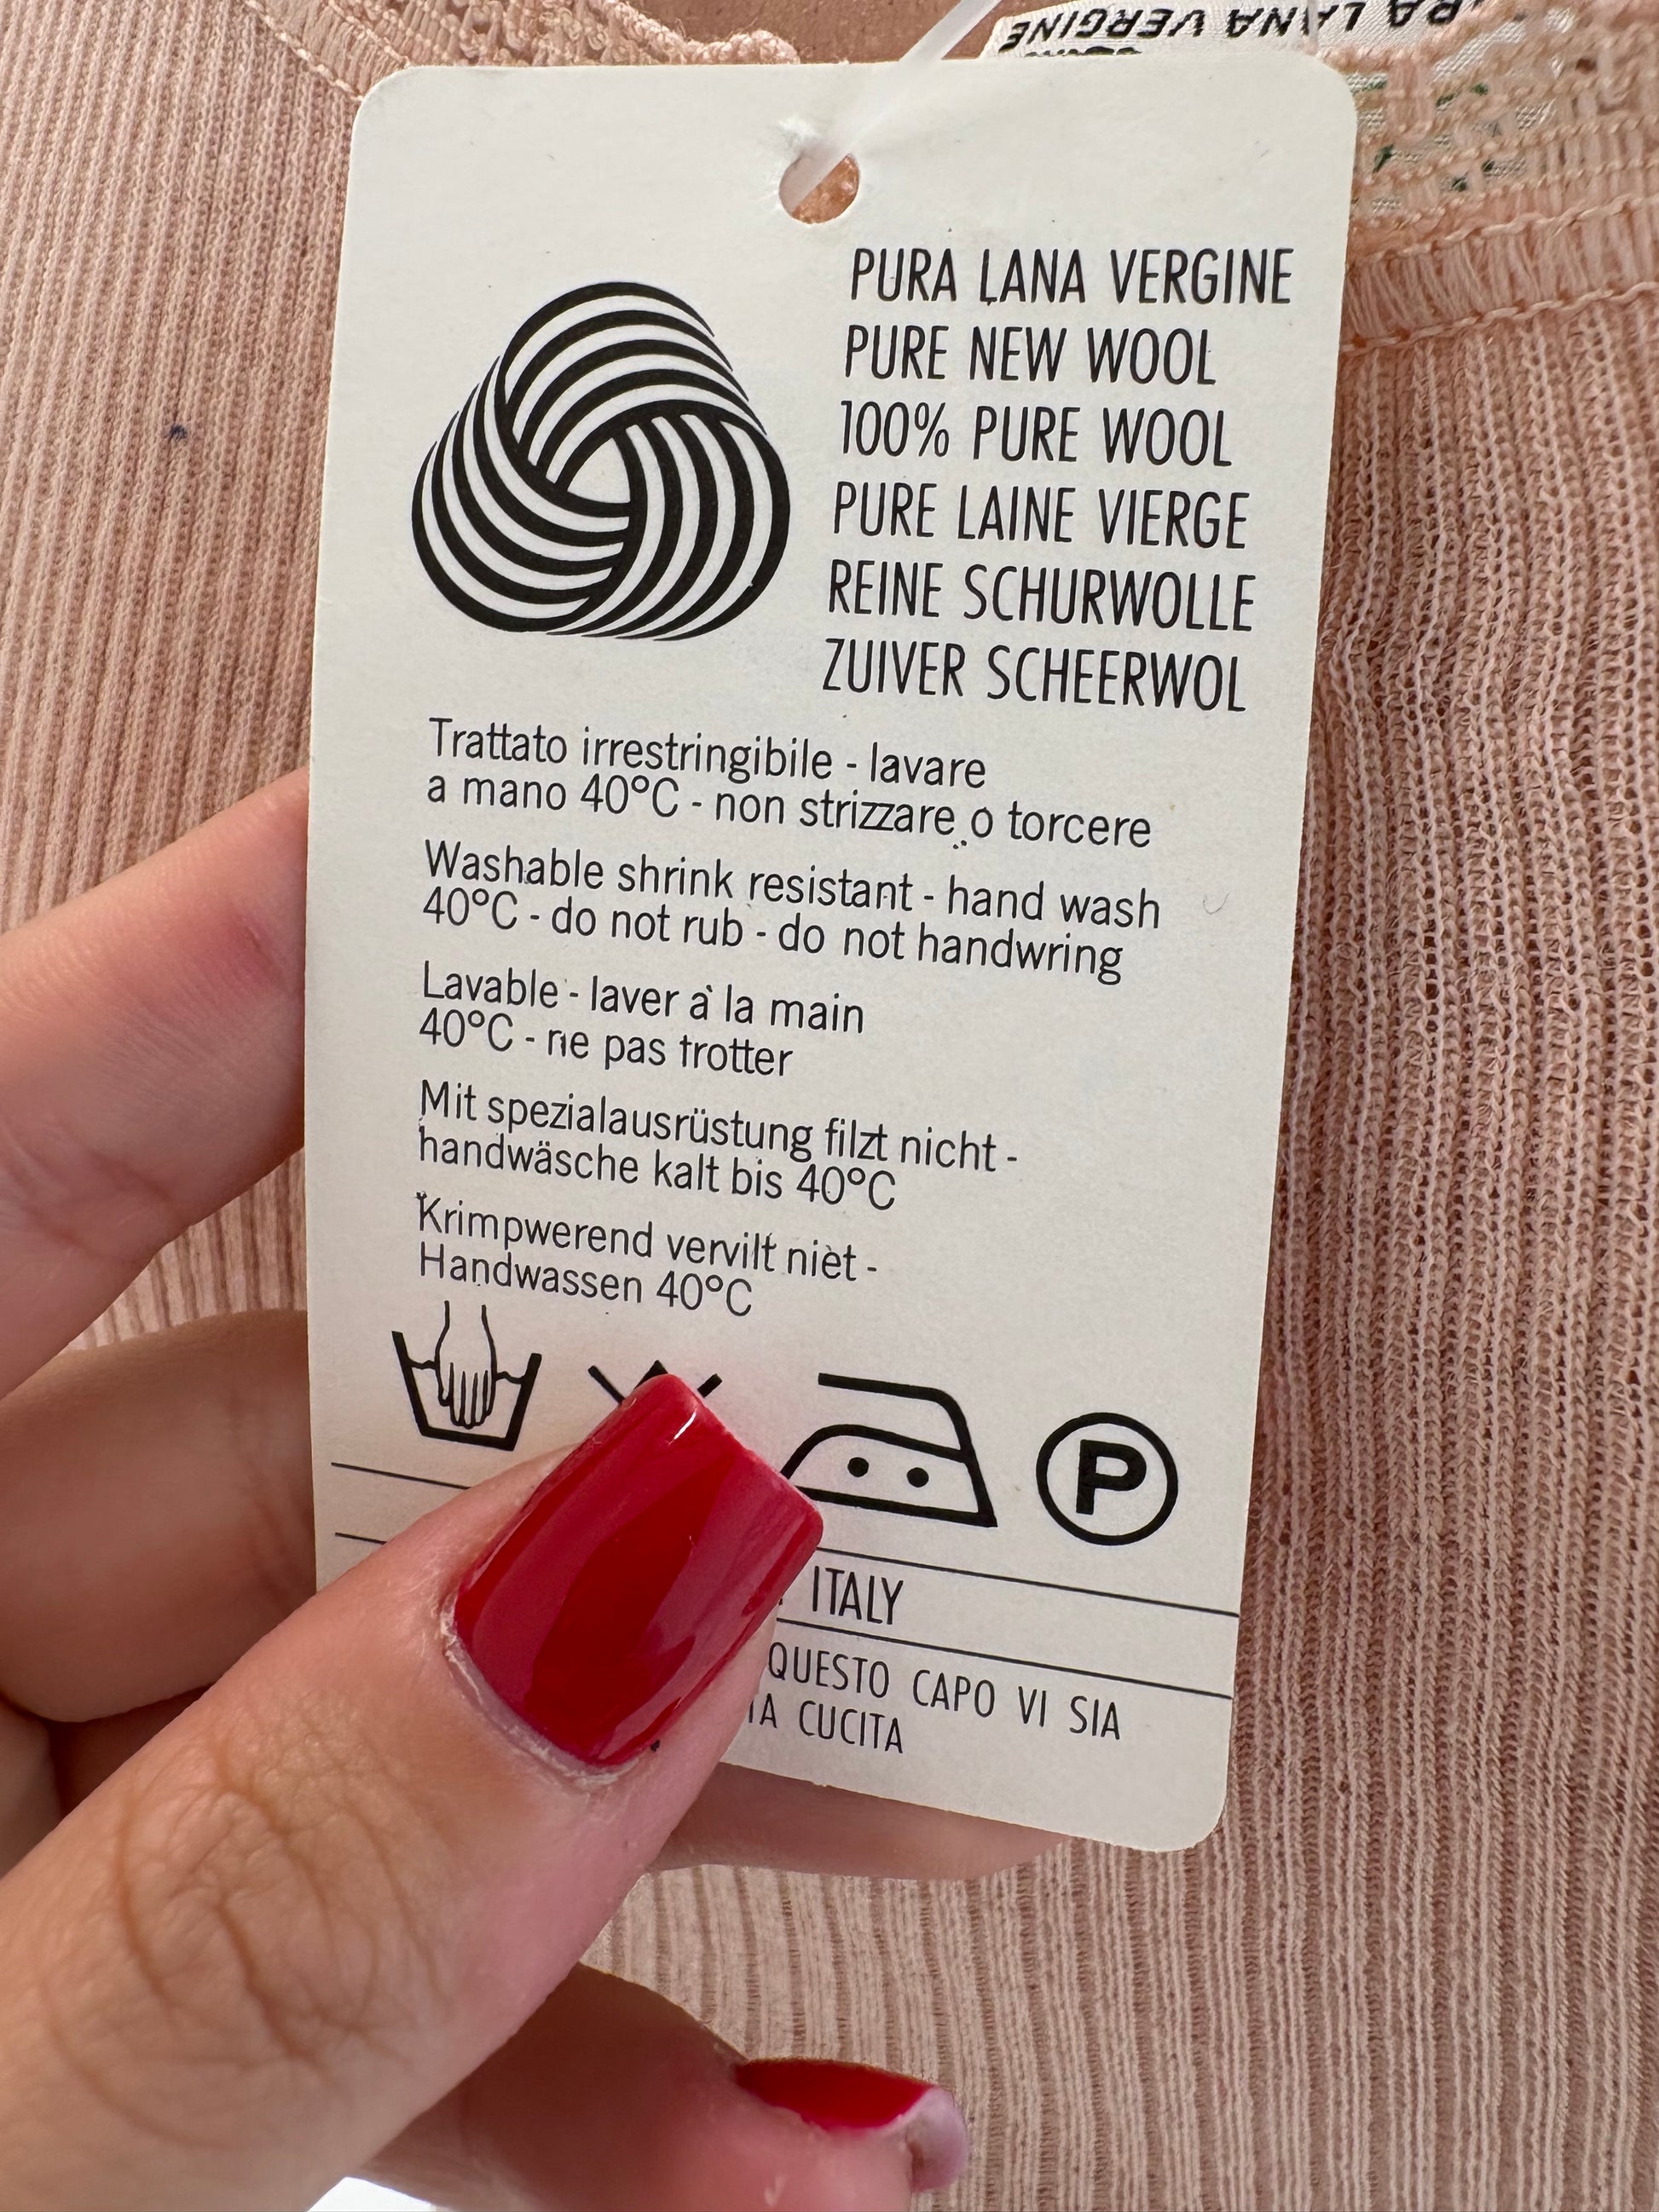 PURA LANA VERGINE
PURA LANA VERGINE
PURE NEW WOOL
100% PURE WOOL
PURE LAINE VIERGE
REINE SCHURWOLLE
ZUIVER SCHEERWOL
Trattato irrestringibile - lavare
a mano 40°C - non strizzare o torcere
Washable shrink resistant - hand wash
40°C - do not rub - do not handwring
Lavable - laver à la main
40°C - ne pas trotter
Mit spezialausrüstung filzt nicht -
handwäsche kalt bis 40°C
Krimpwerend vervilt niet -
Handwassen 40°C
P
ITALY
QUESTO CAPO VI SIA
CUCITA